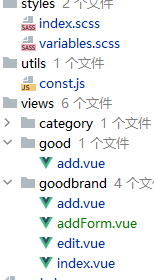 styles 2 个文件
index.scss
variables.scss
utils 1 个文件
const.js
views 6 个文件
category 1 个文件
good 1 个文件
add.vue
goodbrand 4 个文件
add.vue
addForm.vue
edit.vue
index.vue